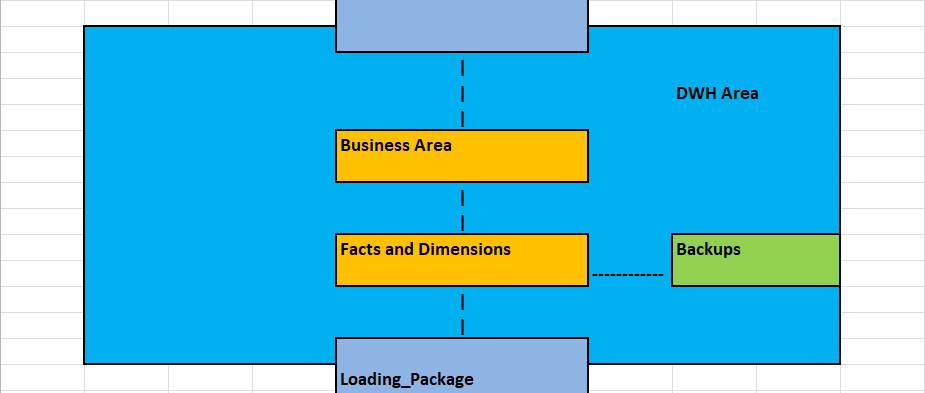 DWH Area
Business Area
Facts and Dimensions
Backups
Loading_Package